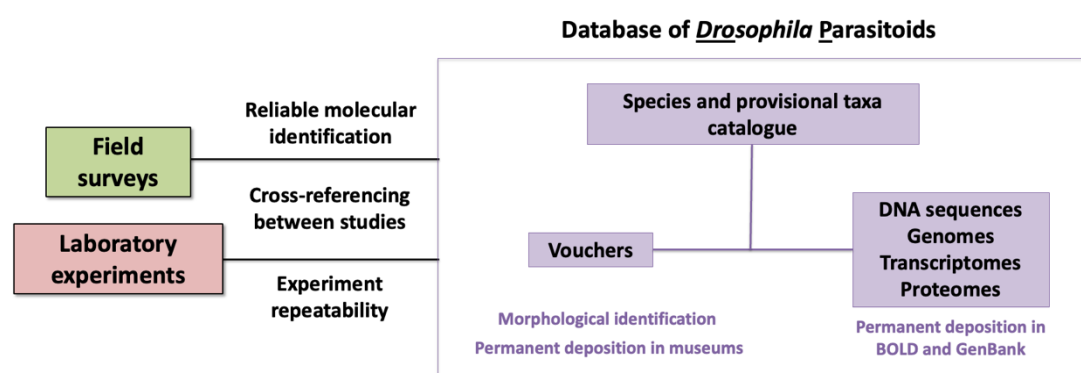 Database of Drosophila Parasitoids
Species and provisional taxa
catalogue
Reliable molecular
identification
Field
surveys
Cross-referencing
between studies
Laboratory
experiments
Experiment
repeatability
Vouchers
DNA sequences
Genomes
Transcriptomes
Proteomes
Morphological identification
Permanent deposition in museums
Permanent deposition in
BOLD and GenBank